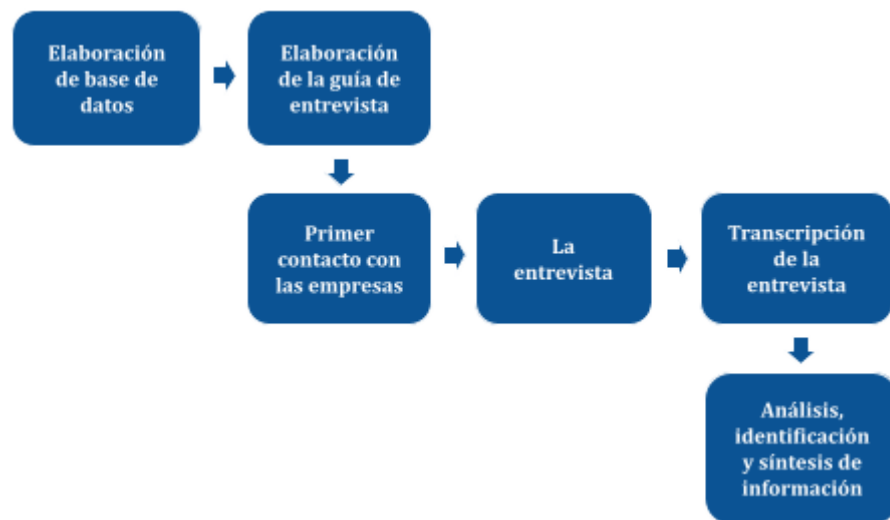 Elaboración
de base de
datos
Elaboración
de la guía de
entrevista
Primer
contacto con
las empresas
La
entrevista
Transcripción
de la
entrevista
Análisis,
identificación
y síntesis de
información